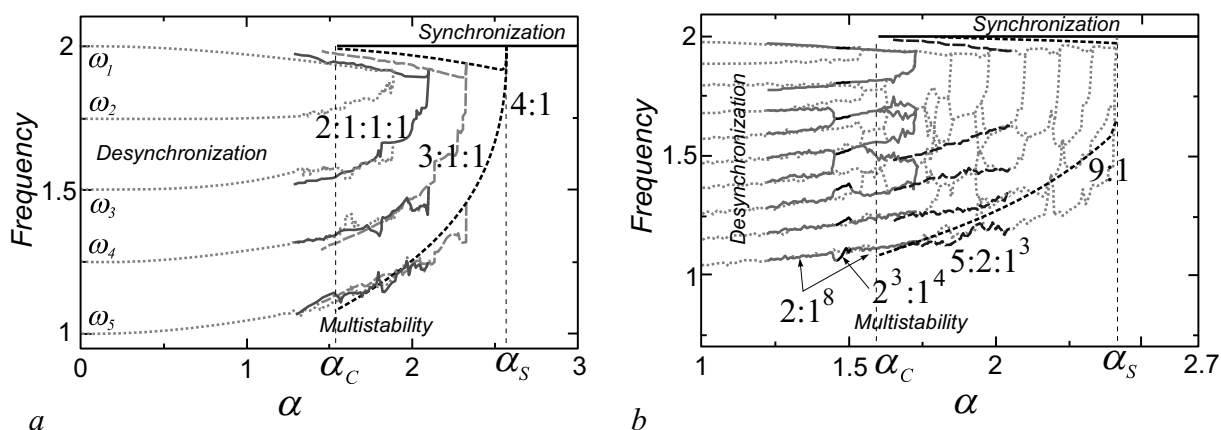 Synchronization
2
ω1
ω2
2:1:1:1
4:1
Desynchronization
3:1:1
1.5
ω3
ω4
ω5
Multistability
1
Frequency
0
1
αC
2
αS
3
α
a
Synchronization
2
Desynchronization
1.5
9:1
5:2:1³
1
2:1⁸
2³:1⁴
Multistability
Frequency
1
1.5
αC
2
αS
2.7
α
b